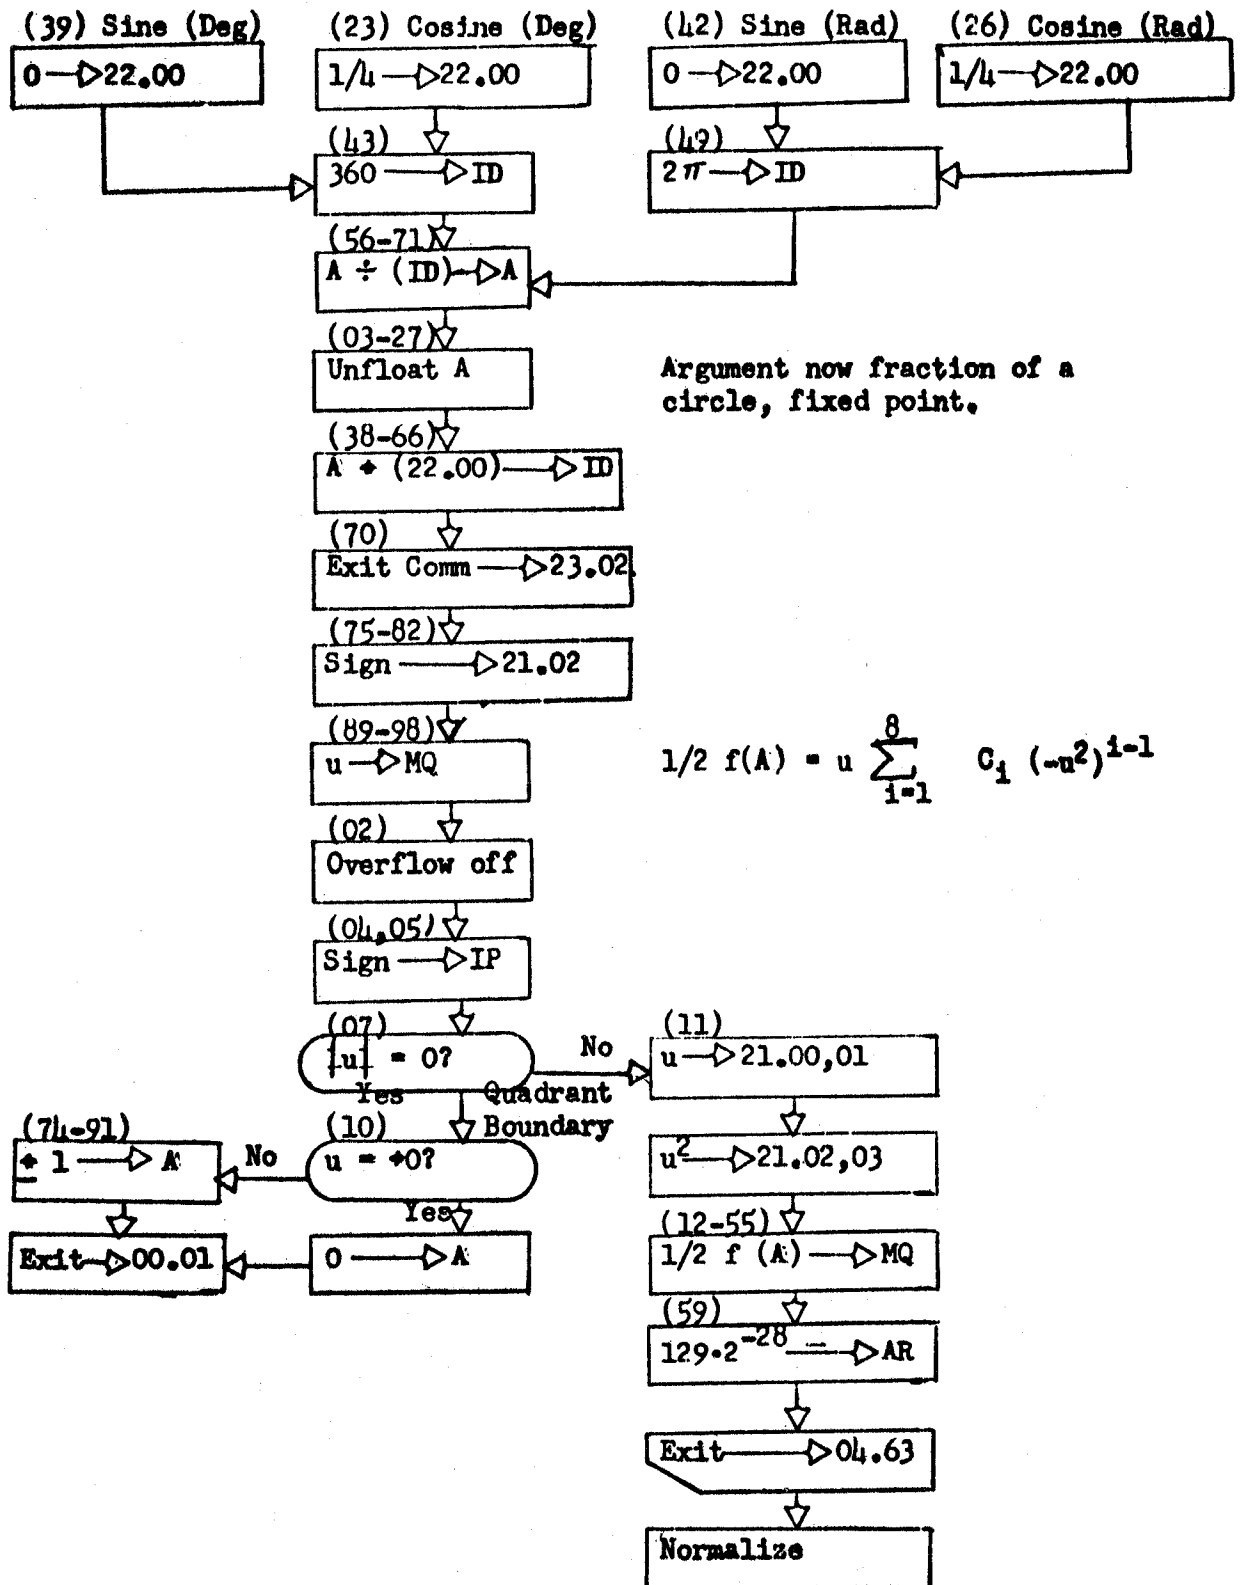 (39) Sine (Deg)
0 → 22.00
(23) Cosine (Deg)
1/4 → 22.00
(42) Sine (Rad)
0 → 22.00
(26) Cosine (Rad)
1/4 → 22.00
(43)
360 → ID
(49)
2π → ID
(56-71)
A ÷ (ID) → A
(03-27)
Unfloat A
Argument now fraction of a
circle, fixed point.
(38-66)
A + (22.00) → ID
(70)
Exit Comm → 23.02
(75-82)
Sign → 21.02
(89-98)
u → MQ
1/2 f(A) = u 8 ∑ i=1 Cᵢ (-u²)ⁱ⁻¹
(02)
Overflow off
(04,05)
Sign → IP
(07)
|u| = 0?
No
Yes
Quadrant
Boundary
(11)
u → 21.00,01
(10)
u = +0?
No
Yes
(74-91)
± 1 → A
u² → 21.02,03
Exit → 00.01
0 → A
(12-55)
1/2 f (A) → MQ
(59)
129·2⁻²⁸ → AR
Exit → 04.63
Normalize